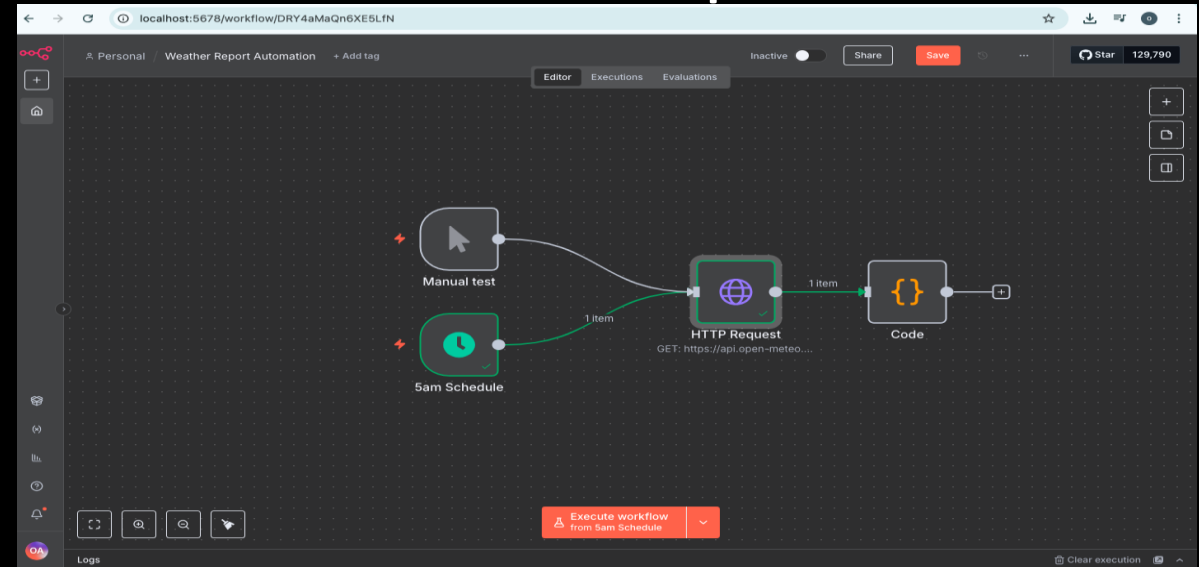 localhost:5678/workflow/DRY4aMaQn6XE5LfN
Personal / Weather Report Automation + Add tag
Inactive
Share
Save
...
Star 129,790
Editor Executions Evaluations
Manual test
1 item
1 item
{}
HTTP Request
GET: https://api.open-meteo....
Code
5am Schedule
Execute workflow
from 5am Schedule
OA
Logs
Clear execution